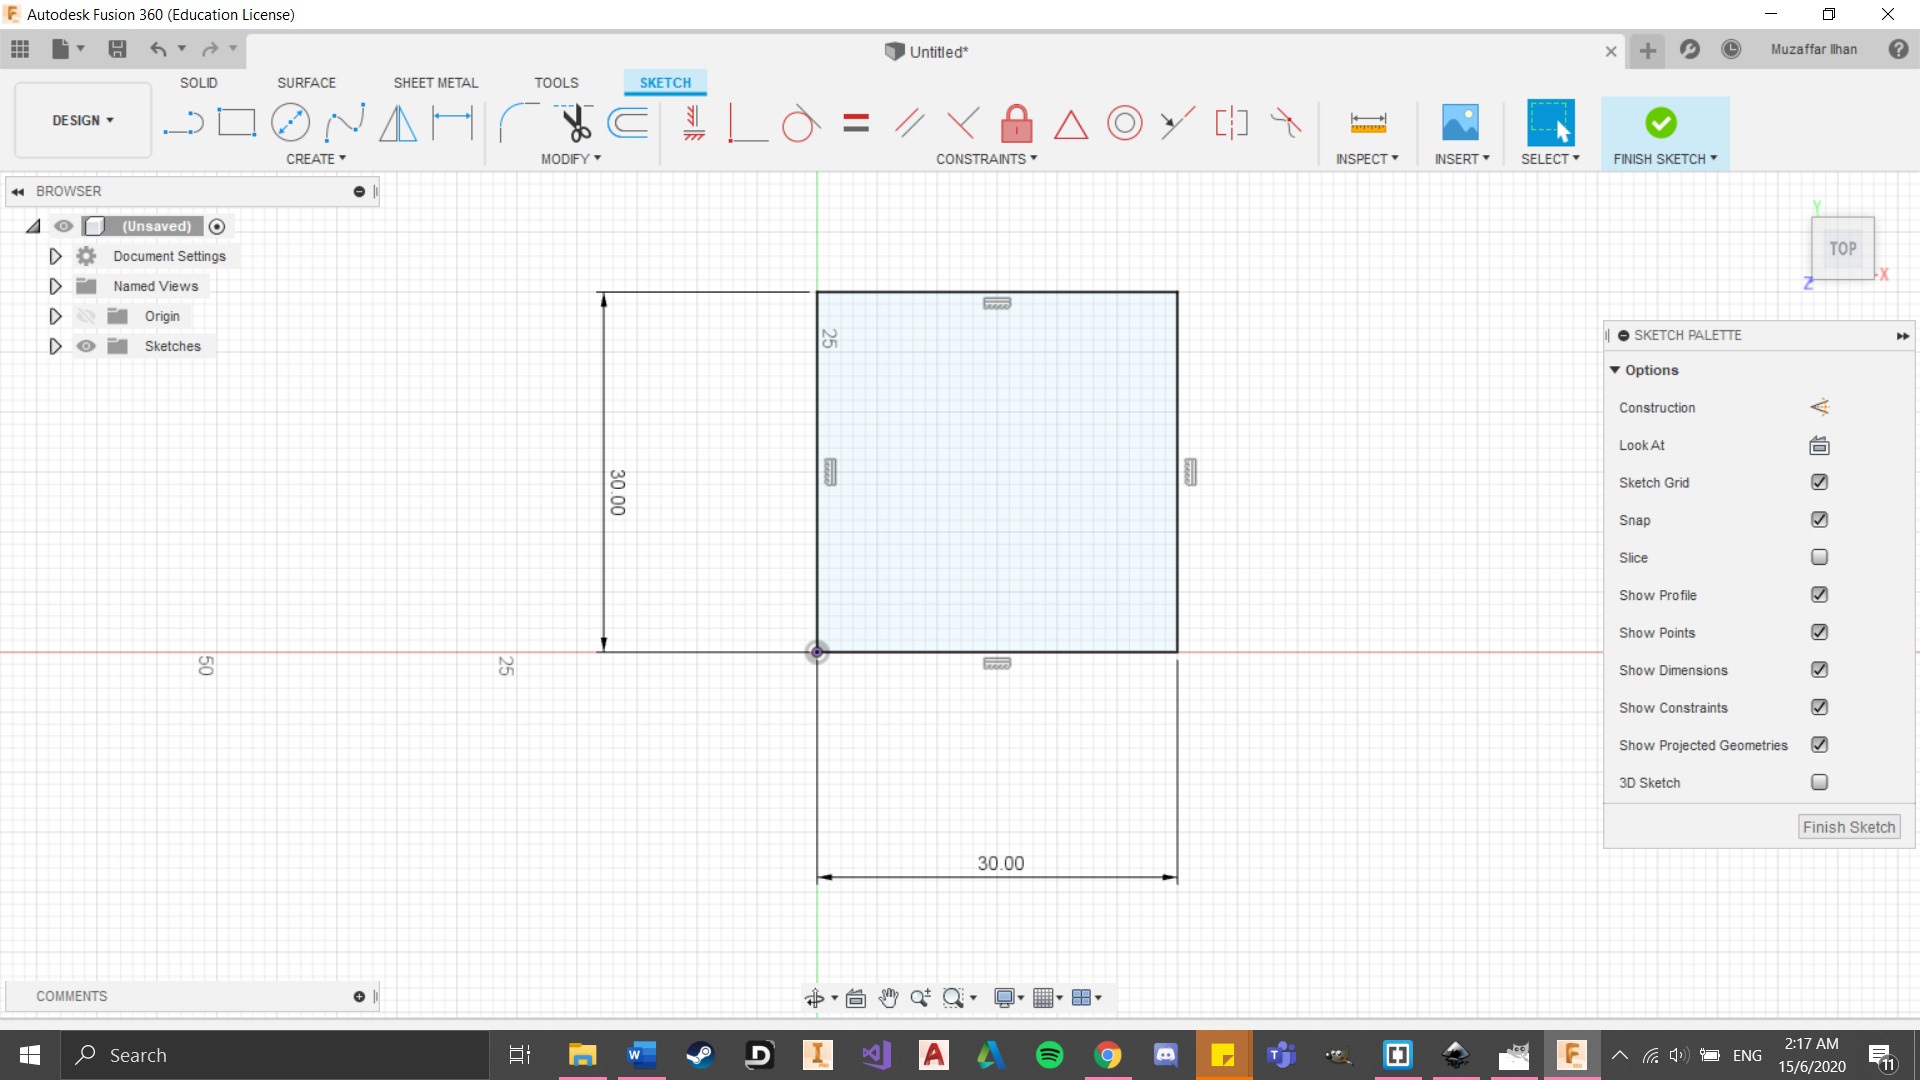 Autodesk Fusion 360 (Education License)
Untitled*
Muzaffar Ilhan
SOLID
SURFACE
SHEET METAL
TOOLS
SKETCH
DESIGN
CREATE
MODIFY
CONSTRAINTS
INSPECT
INSERT
SELECT
FINISH SKETCH
BROWSER
(Unsaved)
Document Settings
Named Views
Origin
Sketches
Y
TOP
X
Z
25
30.00
50
25
30.00
SKETCH PALETTE
Options
Construction
Look At
Sketch Grid
Snap
Slice
Show Profile
Show Points
Show Dimensions
Show Constraints
Show Projected Geometries
3D Sketch
Finish Sketch
COMMENTS
Search
ENG
2:17 AM
15/6/2020
11